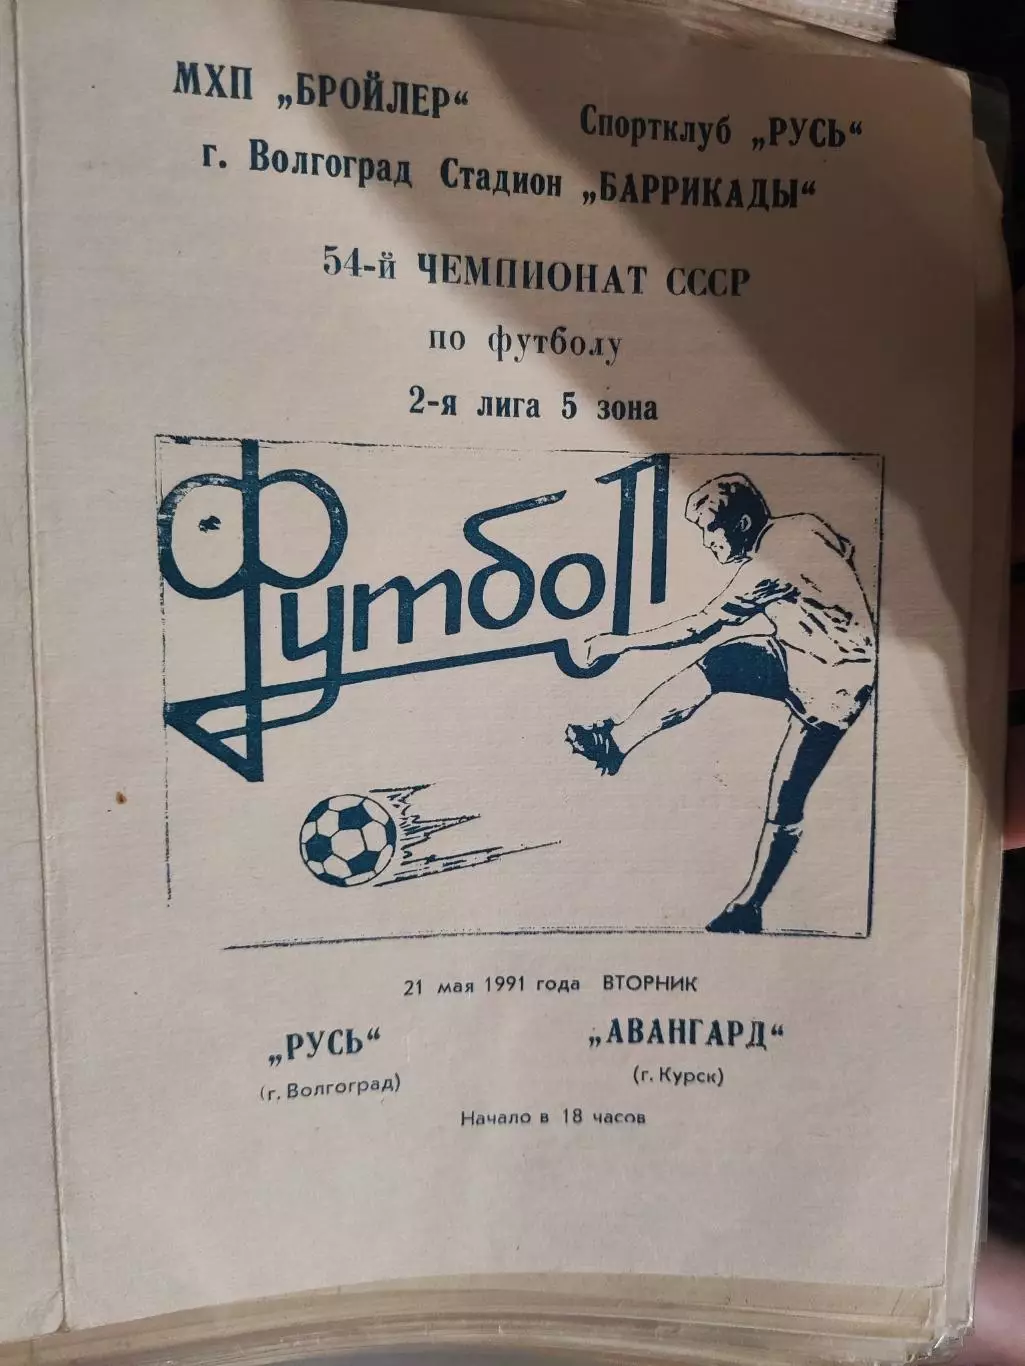 МХП „БРОЙЛЕР“ Спортклуб „РУСЬ“
г. Волгоград Стадион „БАРРИКАДЫ“
54-й ЧЕМПИОНАТ СССР
по футболу
2-я лига 5 зона
Футбол
21 мая 1991 года ВТОРНИК
„РУСЬ“ „АВАНГАРД“
(г. Волгоград) (г. Курск)
Начало в 18 часов